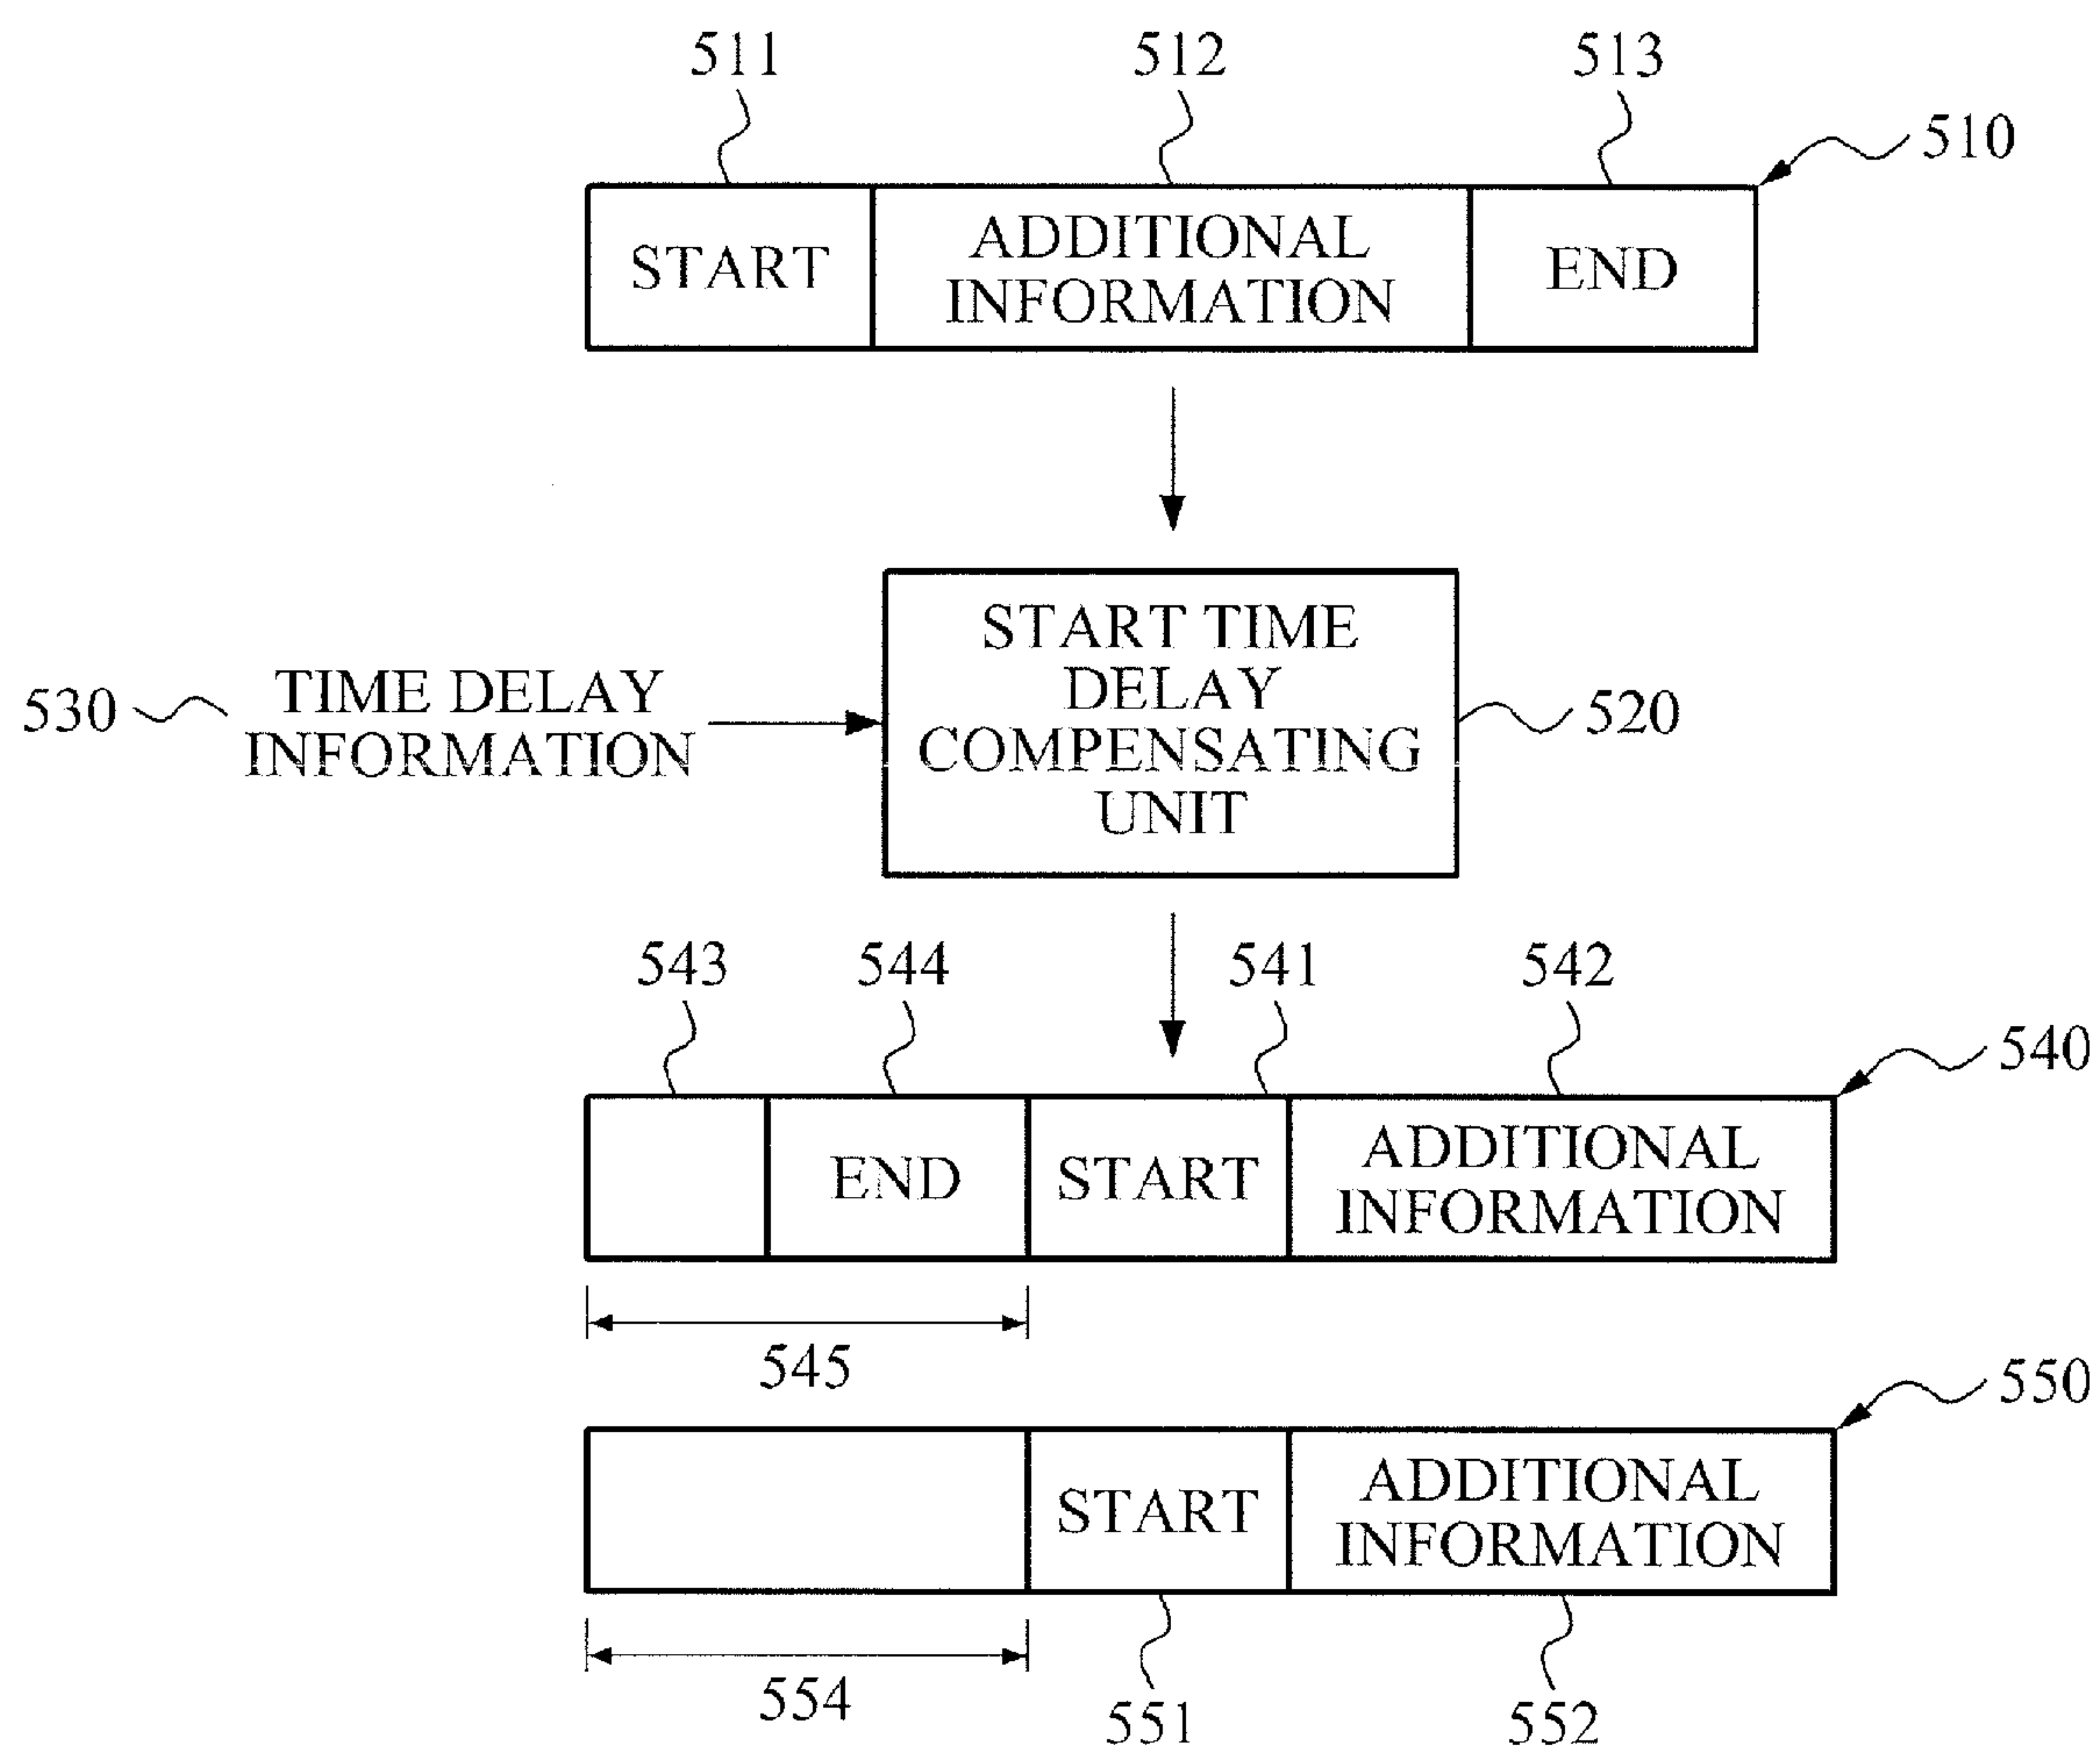 511 512 513
510
START
ADDITIONAL
INFORMATION
END
START TIME
DELAY
COMPENSATING
UNIT
530
TIME DELAY
INFORMATION
520
543 544 541 542
540
END
START
ADDITIONAL
INFORMATION
545
550
START
ADDITIONAL
INFORMATION
554
551
552